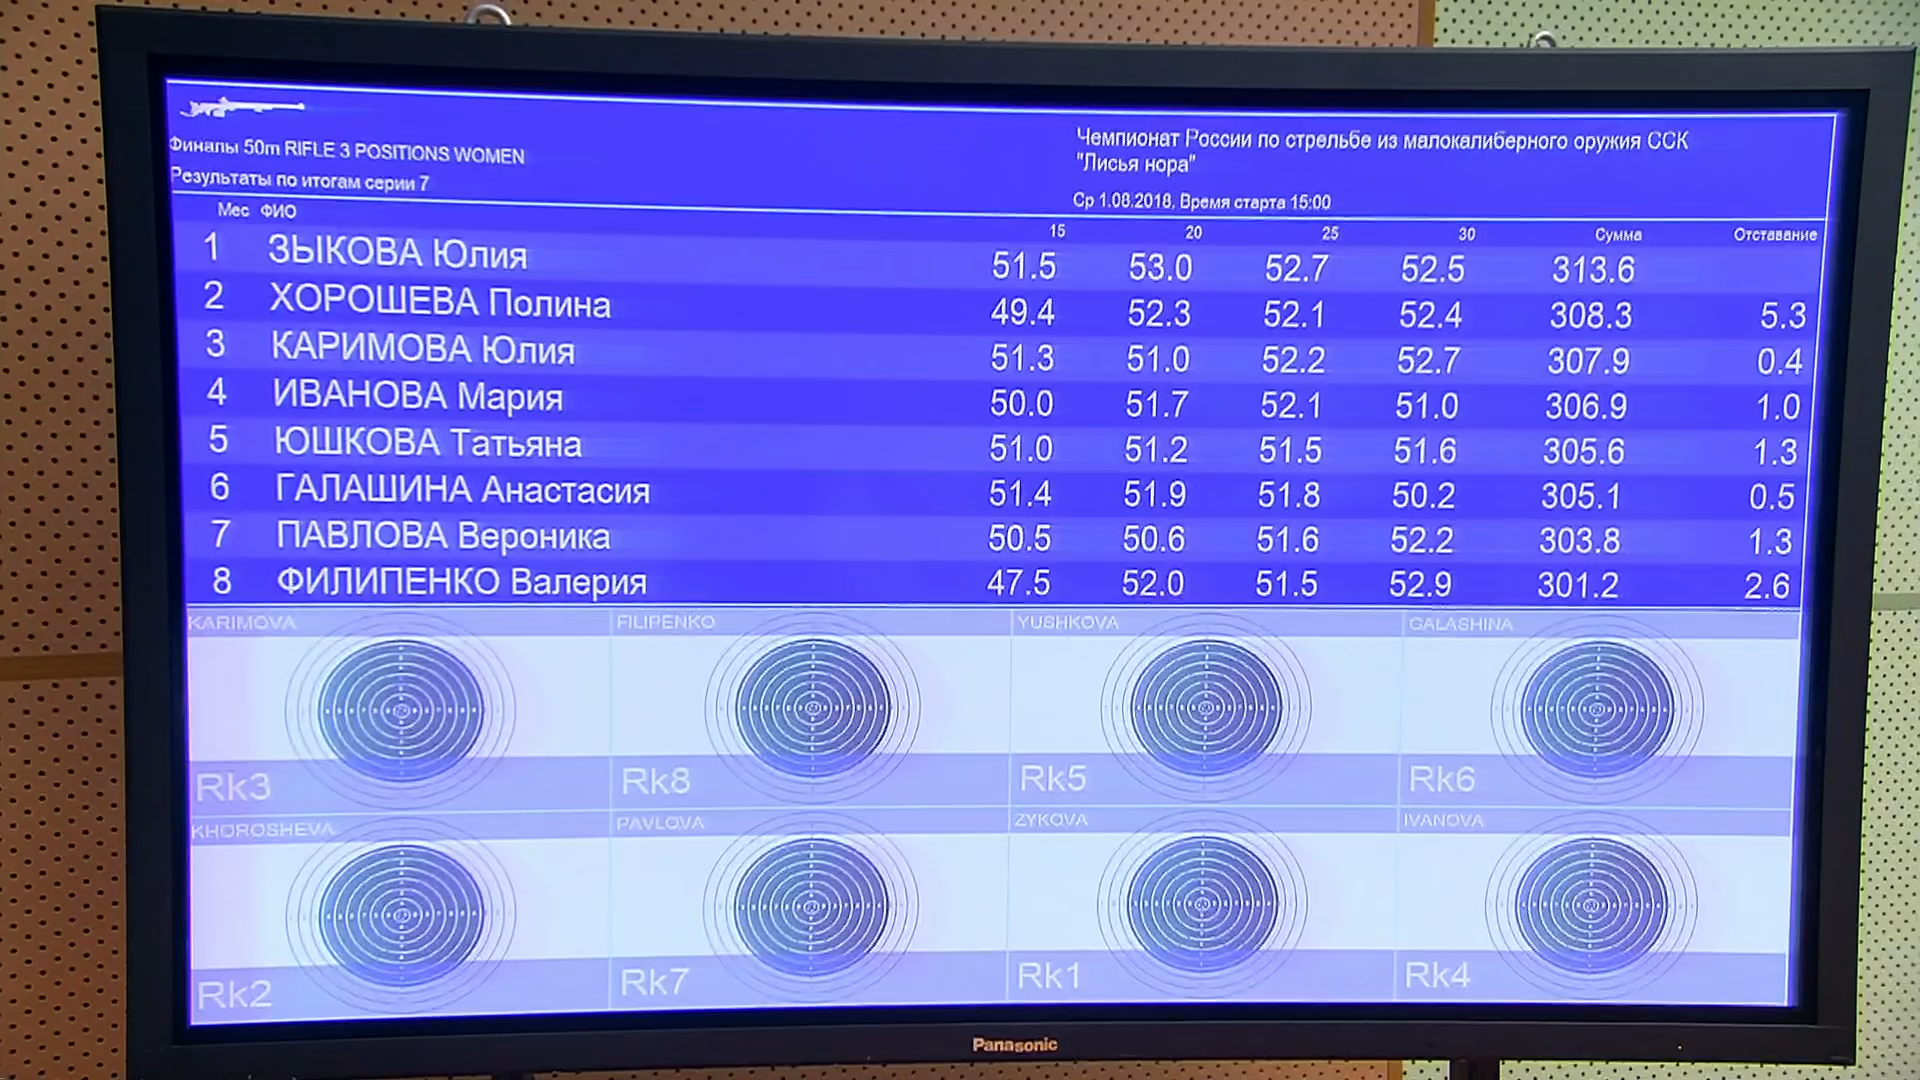 Финалы 50m RIFLE 3 POSITIONS WOMEN
Результаты по итогам серии 7
Чемпионат России по стрельбе из малокалиберного оружия ССК
"Лисья нора"
Ср 1.08.2018, Время старта 15:00
Мес ФИО 15 20 25 30 Сумма Отставание
1 ЗЫКОВА Юлия 51.5 53.0 52.7 52.5 313.6
2 ХОРОШЕВА Полина 49.4 52.3 52.1 52.4 308.3 5.3
3 КАРИМОВА Юлия 51.3 51.0 52.2 52.7 307.9 0.4
4 ИВАНОВА Мария 50.0 51.7 52.1 51.0 306.9 1.0
5 ЮШКОВА Татьяна 51.0 51.2 51.5 51.6 305.6 1.3
6 ГАЛАШИНА Анастасия 51.4 51.9 51.8 50.2 305.1 0.5
7 ПАВЛОВА Вероника 50.5 50.6 51.6 52.2 303.8 1.3
8 ФИЛИПЕНКО Валерия 47.5 52.0 51.5 52.9 301.2 2.6
KARIMOVA FILIPENKO YUSHKOVA GALASHINA
Rk3 Rk8 Rk5 Rk6
KHOROSHEVA PAVLOVA ZYKOVA IVANOVA
Rk2 Rk7 Rk1 Rk4
Panasonic